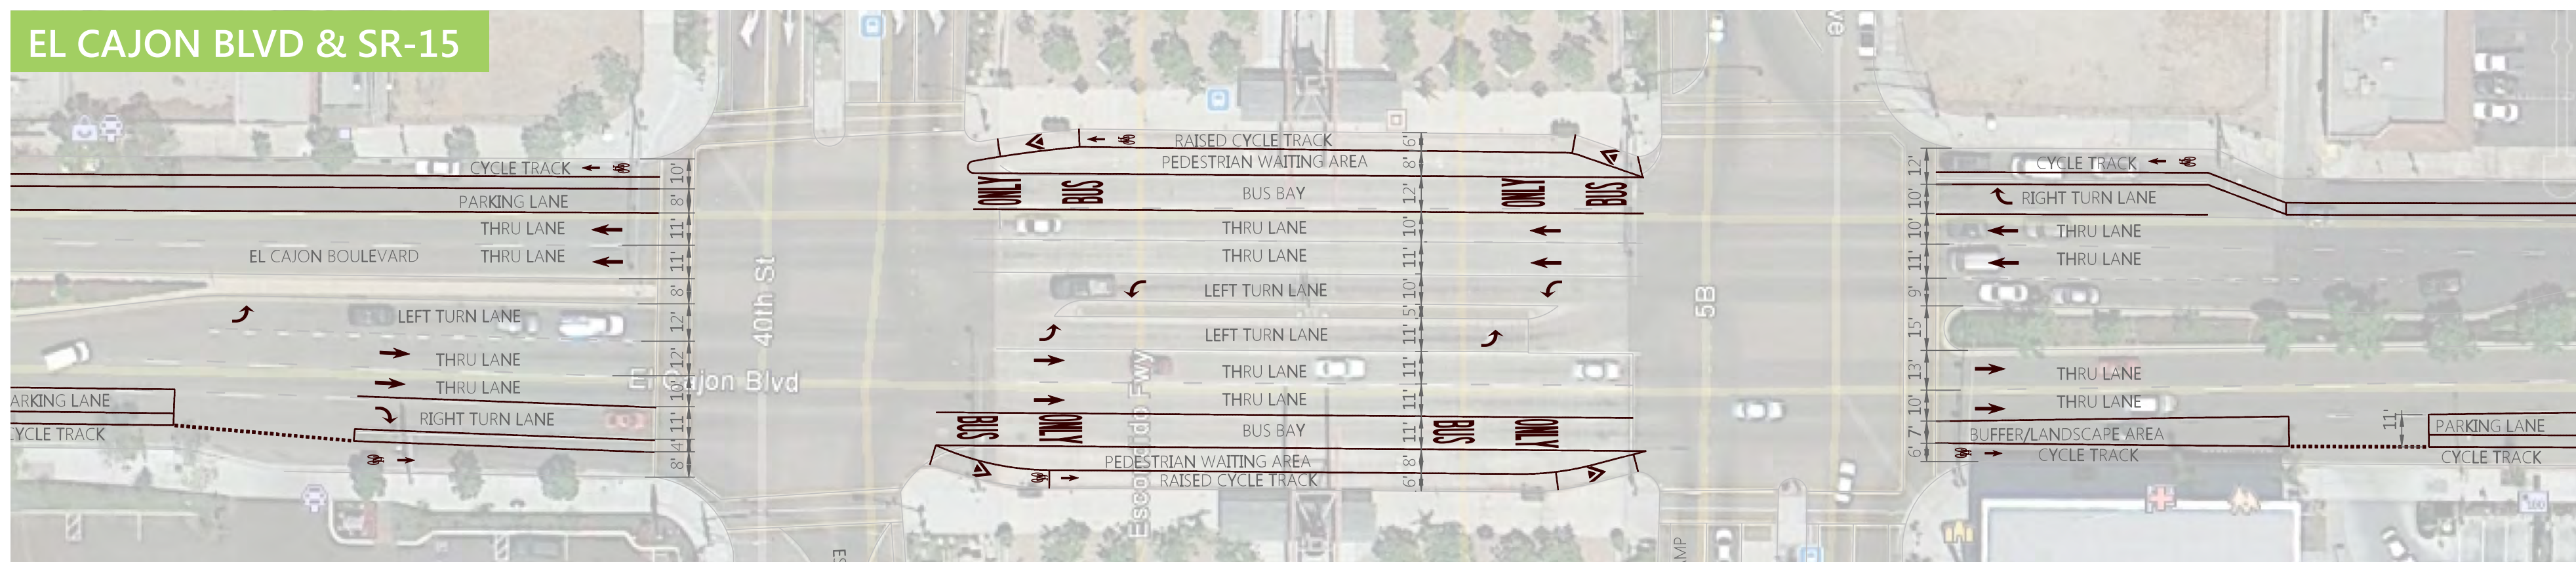 EL CAJON BLVD & SR-15
CYCLE TRACK
10'
PARKING LANE
8'
THRU LANE
11'
EL CAJON BOULEVARD
THRU LANE
11'
8'
LEFT TURN LANE
12'
THRU LANE
12'
THRU LANE
10'
ARKING LANE
RIGHT TURN LANE
11'
CYCLE TRACK
4'
8'
40th St
El Cajon Blvd
RAISED CYCLE TRACK
6'
PEDESTRIAN WAITING AREA
8'
ONLY
BUS
BUS BAY
ONLY
BUS
12'
THRU LANE
10'
THRU LANE
11'
LEFT TURN LANE
10'
5'
LEFT TURN LANE
11'
THRU LANE
11'
THRU LANE
11'
BUS
ONLY
BUS BAY
BUS
ONLY
11'
PEDESTRIAN WAITING AREA
8'
RAISED CYCLE TRACK
6'
Escondido Fwy
5B
CYCLE TRACK
12'
RIGHT TURN LANE
10'
THRU LANE
10'
THRU LANE
11'
9'
15'
THRU LANE
13'
THRU LANE
10'
BUFFER/LANDSCAPE AREA
7'
CYCLE TRACK
6'
11'
PARKING LANE
CYCLE TRACK